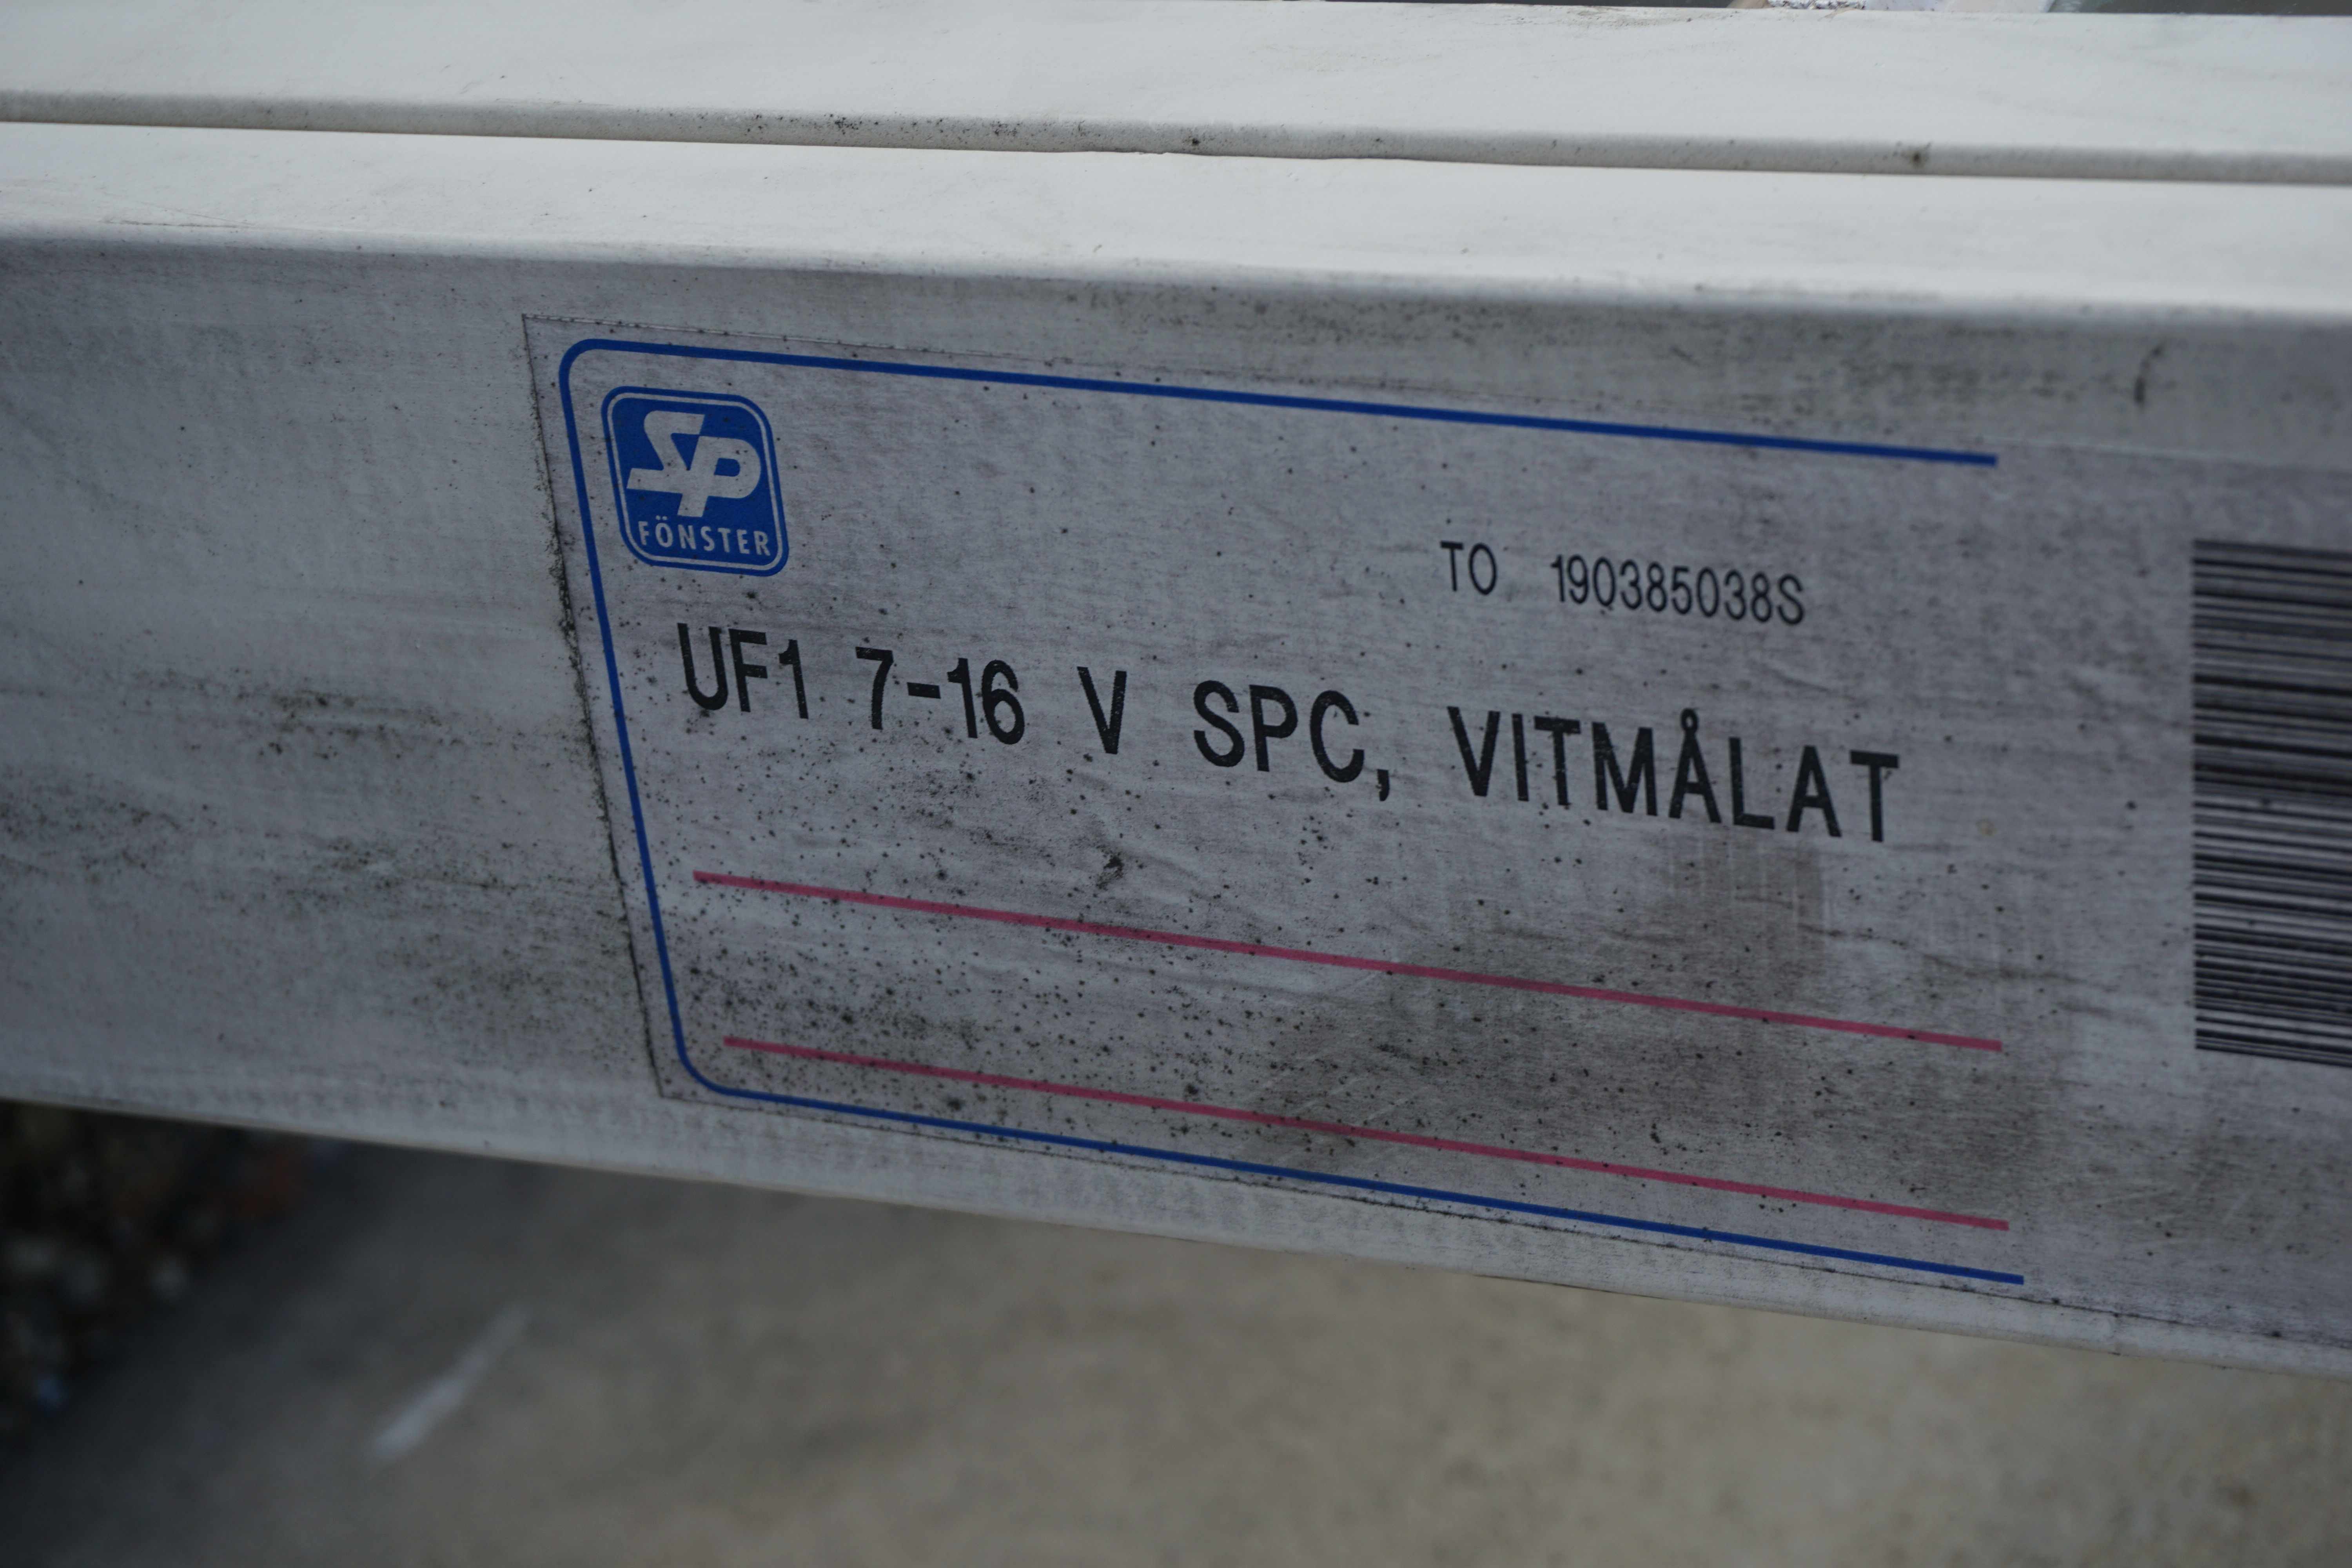 SP
FÖNSTER
TO 190385038S
UF1 7-16 V SPC, VITMÅLAT